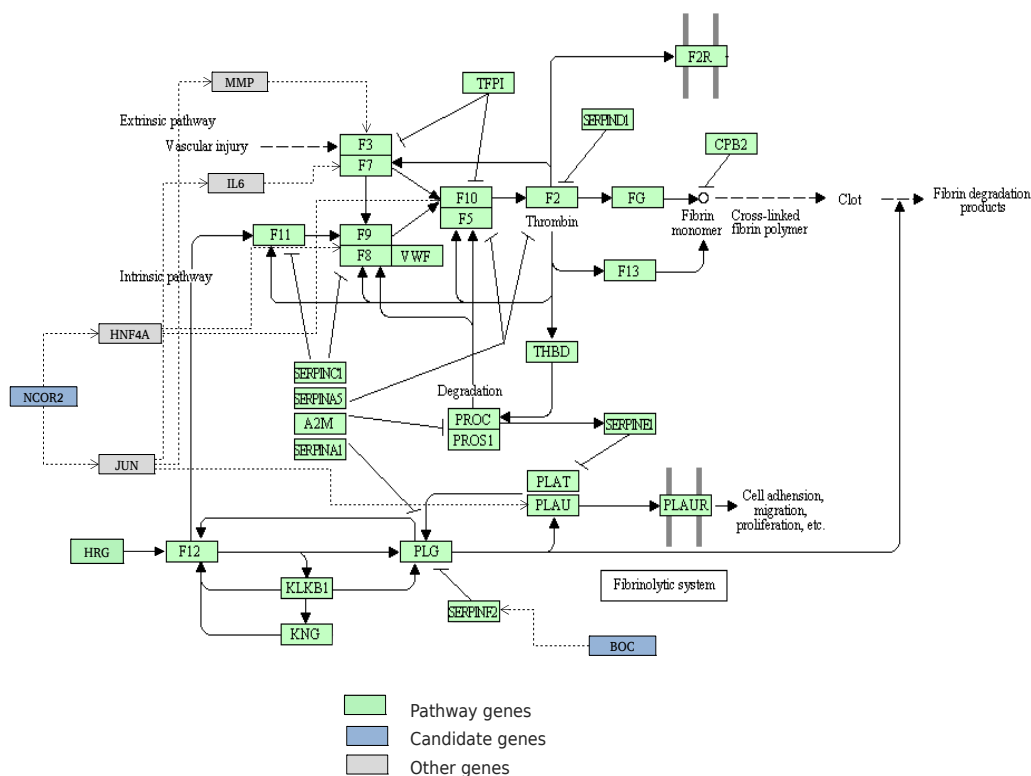 F2R
MMP
TFPI
Extrinsic pathway
SERPIND1
Vascular injury
F3
CPB2
F7
IL6
F10
F2
FG
Clot
Fibrin degradation
products
F5
Thrombin
Fibrin
monomer
Cross-linked
fibrin polymer
F11
F9
F8
VWF
F13
Intrinsic pathway
HNF4A
THBD
SERPINC1
NCOR2
SERPINA5
Degradation
A2M
PROC
SERPINE1
PROS1
SERPINA1
JUN
PLAT
PLAU
PLAUR
Cell adhension,
migration,
proliferation, etc.
HRG
F12
PLG
KLKB1
Fibrinolytic system
SERPINF2
KNG
BOC
Pathway genes
Candidate genes
Other genes